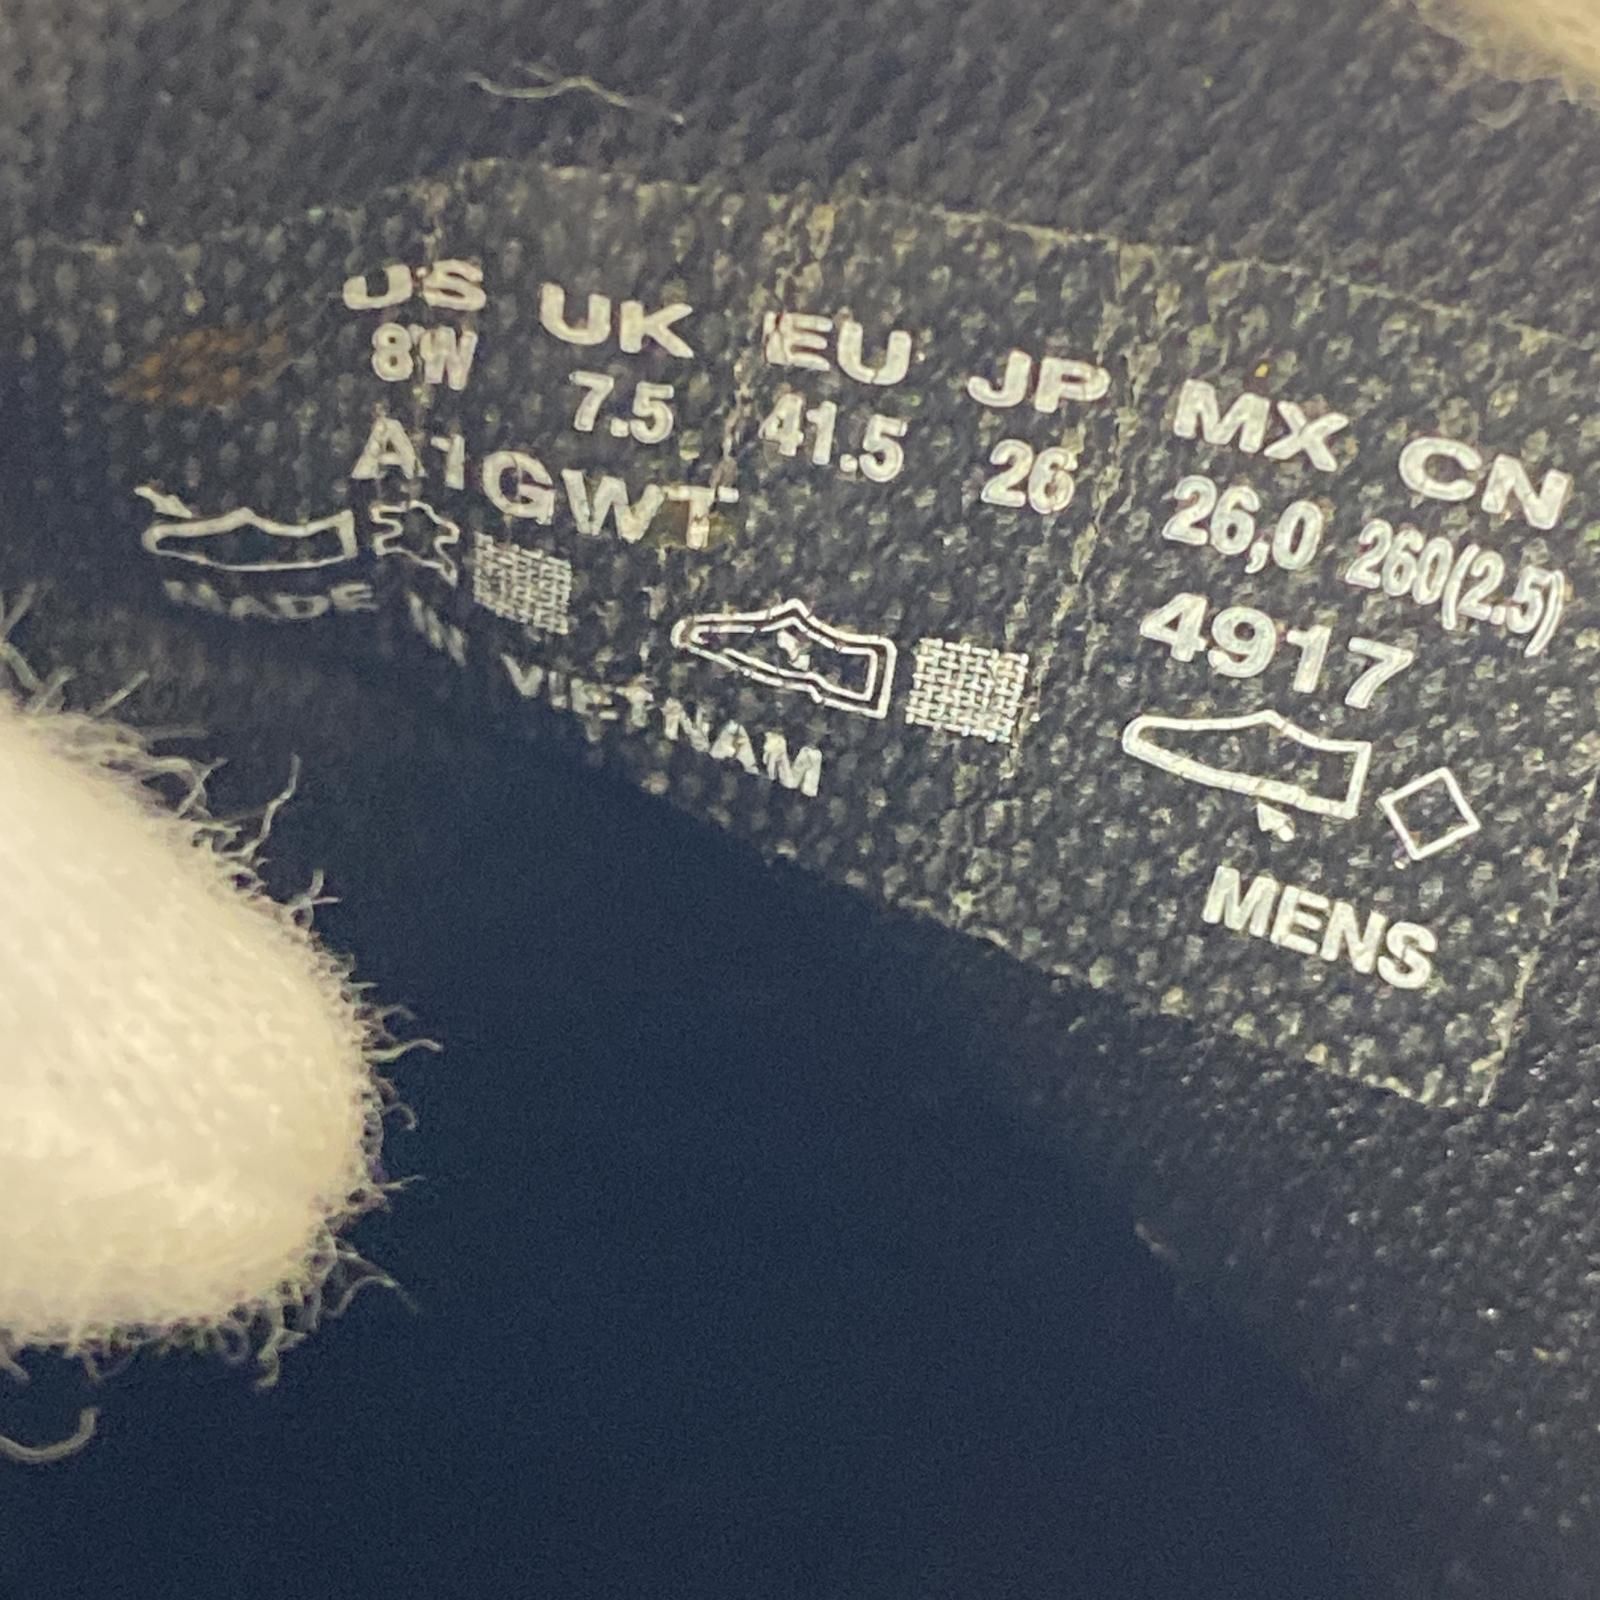 US UK EU JP MX CN
8W 7.5 41.5 26 26,0 260(2.5)
A1GWT 4917
MADE IN VIETNAM MENS